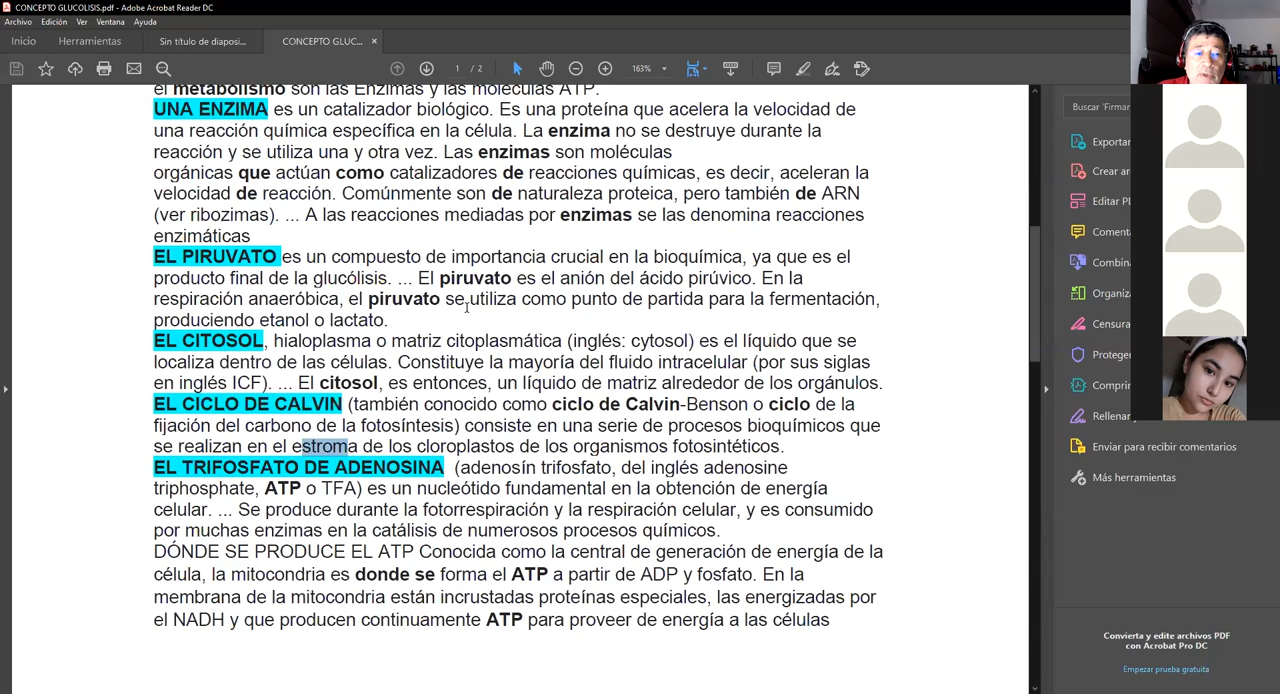 CONCEPTO GLUCOLISIS.pdf - Adobe Acrobat Reader DC
Archivo Edición Ver Ventana Ayuda
Inicio Herramientas Sin título de diaposi... CONCEPTO GLUC... ×
1 / 2 163%
el metabolismo son las Enzimas y las moléculas ATP.
UNA ENZIMA es un catalizador biológico. Es una proteína que acelera la velocidad de
una reacción química específica en la célula. La enzima no se destruye durante la
reacción y se utiliza una y otra vez. Las enzimas son moléculas
orgánicas que actúan como catalizadores de reacciones químicas, es decir, aceleran la
velocidad de reacción. Comúnmente son de naturaleza proteica, pero también de ARN
(ver ribozimas). ... A las reacciones mediadas por enzimas se las denomina reacciones
enzimáticas
EL PIRUVATO es un compuesto de importancia crucial en la bioquímica, ya que es el
producto final de la glucólisis. ... El piruvato es el anión del ácido pirúvico. En la
respiración anaeróbica, el piruvato se utiliza como punto de partida para la fermentación,
produciendo etanol o lactato.
EL CITOSOL, hialoplasma o matriz citoplasmática (inglés: cytosol) es el líquido que se
localiza dentro de las células. Constituye la mayoría del fluido intracelular (por sus siglas
en inglés ICF). ... El citosol, es entonces, un líquido de matriz alrededor de los orgánulos.
EL CICLO DE CALVIN (también conocido como ciclo de Calvin-Benson o ciclo de la
fijación del carbono de la fotosíntesis) consiste en una serie de procesos bioquímicos que
se realizan en el estroma de los cloroplastos de los organismos fotosintéticos.
EL TRIFOSFATO DE ADENOSINA (adenosín trifosfato, del inglés adenosine
triphosphate, ATP o TFA) es un nucleótido fundamental en la obtención de energía
celular. ... Se produce durante la fotorrespiración y la respiración celular, y es consumido
por muchas enzimas en la catálisis de numerosos procesos químicos.
DÓNDE SE PRODUCE EL ATP Conocida como la central de generación de energía de la
célula, la mitocondria es donde se forma el ATP a partir de ADP y fosfato. En la
membrana de la mitocondria están incrustadas proteínas especiales, las energizadas por
el NADH y que producen continuamente ATP para proveer de energía a las células
Buscar 'Firmar
Exportar
Crear ar
Editar PD
Comenta
Combina
Organiz
Censura
Proteger
Comprir
Rellenar
Enviar para recibir comentarios
Más herramientas
Convierta y edite archivos PDF
con Acrobat Pro DC
Empezar prueba gratuita